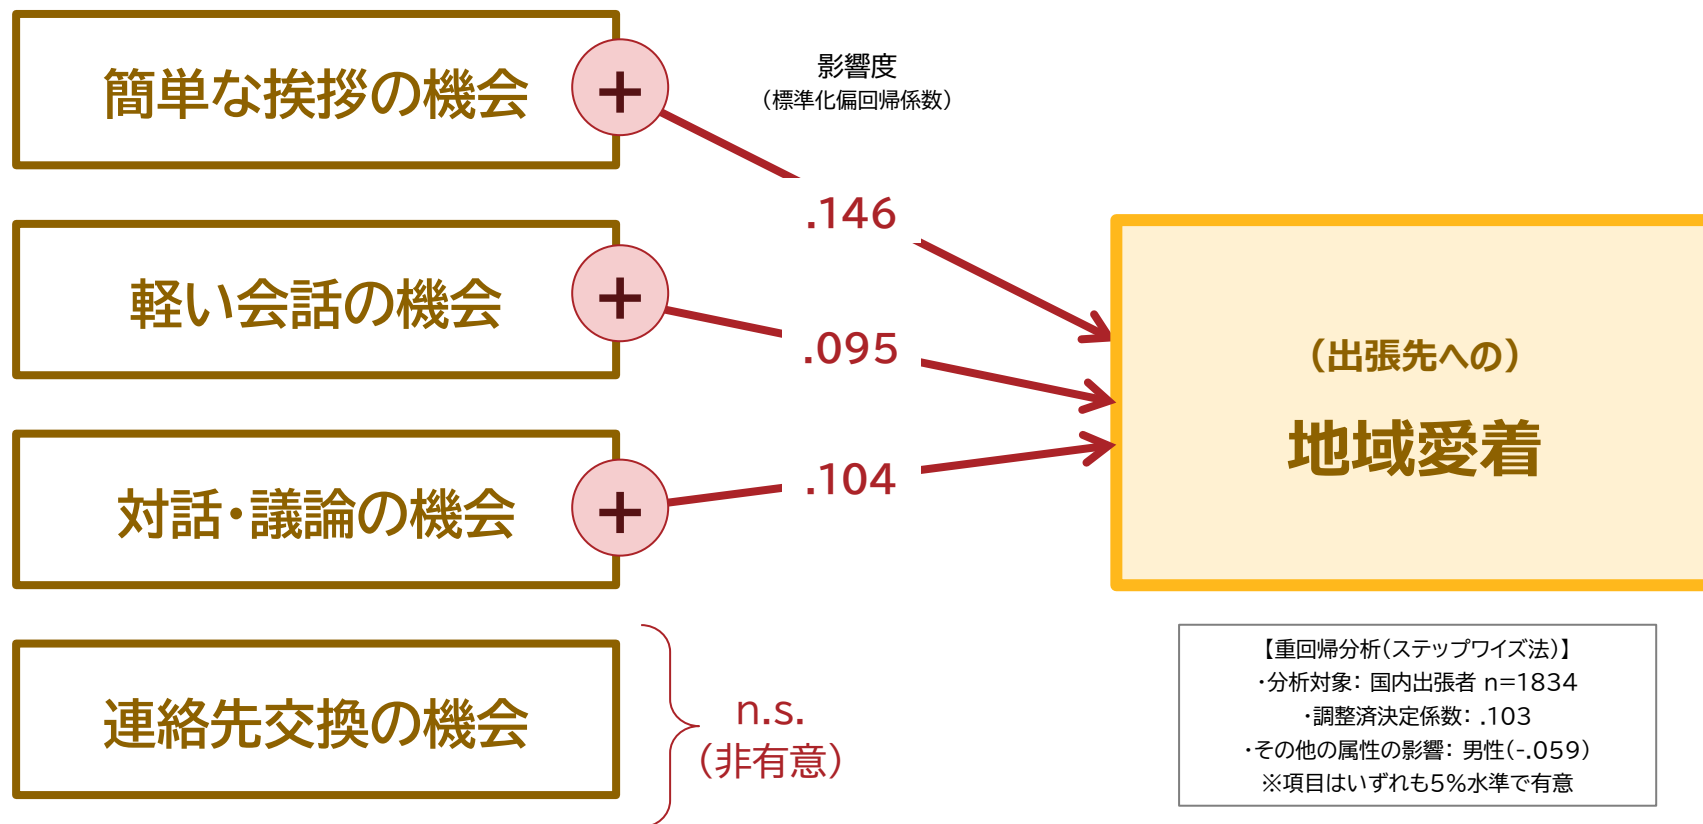 簡単な挨拶の機会
+
影響度
（標準化偏回帰係数）
.146
軽い会話の機会
+
.095
対話・議論の機会
+
.104
（出張先への）
地域愛着
連絡先交換の機会
n.s.
（非有意）
【重回帰分析（ステップワイズ法）】
・分析対象： 国内出張者 n=1834
・調整済決定係数： .103
・その他の属性の影響： 男性（-.059）
※項目はいずれも5％水準で有意